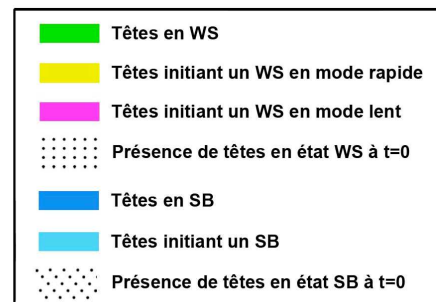 Têtes en WS
Têtes initiant un WS en mode rapide
Têtes initiant un WS en mode lent
Présence de têtes en état WS à t=0
Têtes en SB
Têtes initiant un SB
Présence de têtes en état SB à t=0